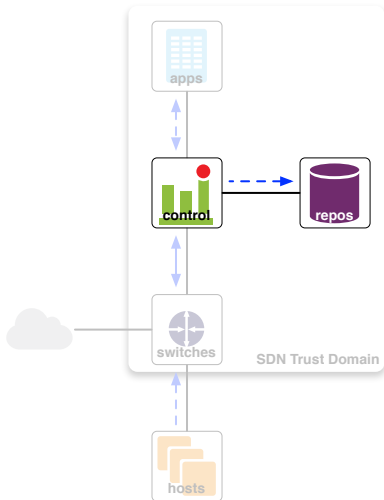 apps
control
repos
switches
SDN Trust Domain
hosts